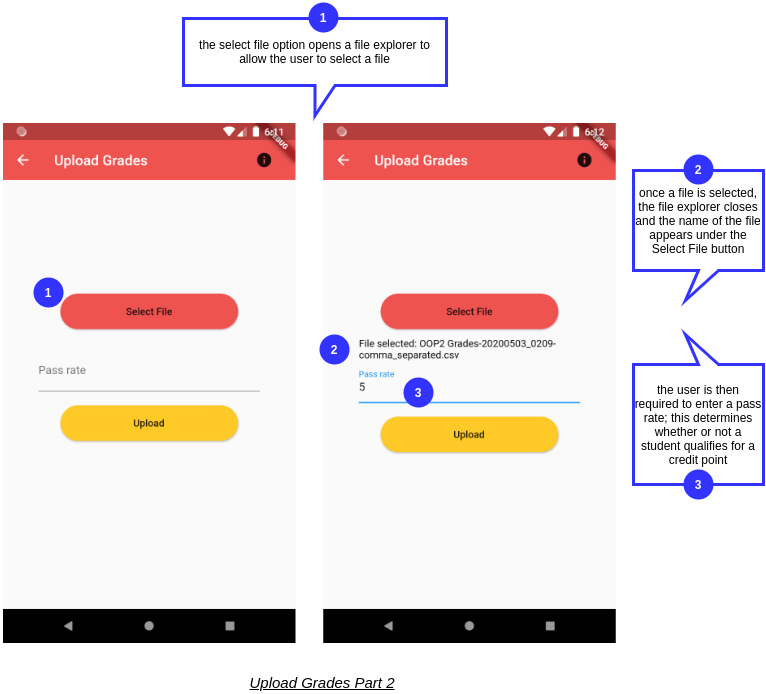 1
the select file option opens a file explorer to
allow the user to select a file
6:11
Upload Grades
1
Select File
Pass rate
Upload
6:12
Upload Grades
Select File
2
File selected: OOP2 Grades-20200503_0209-
comma_separated.csv
Pass rate
5
3
Upload
2
once a file is selected,
the file explorer closes
and the name of the file
appears under the
Select File button
the user is then
required to enter a pass
rate; this determines
whether or not a
student qualifies for a
credit point
3
Upload Grades Part 2